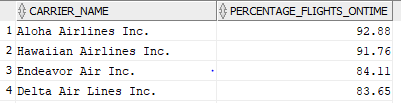 CARRIER_NAME PERCENTAGE_FLIGHTS_ONTIME
1 Aloha Airlines Inc. 92.88
2 Hawaiian Airlines Inc. 91.76
3 Endeavor Air Inc. 84.11
4 Delta Air Lines Inc. 83.65